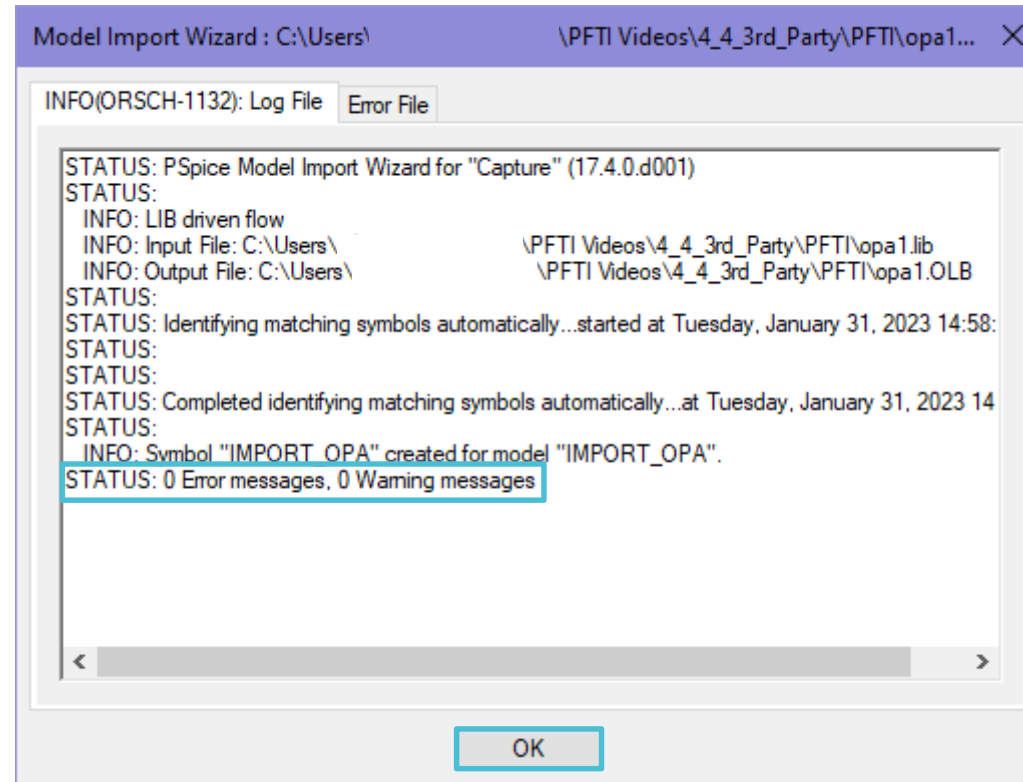 Model Import Wizard : C:\Users\ \PFTI Videos\4_4_3rd_Party\PFTI\opa1...
INFO(ORSCH-1132): Log File Error File
STATUS: PSpice Model Import Wizard for "Capture" (17.4.0.d001)
STATUS:
INFO: LIB driven flow
INFO: Input File: C:\Users\ \PFTI Videos\4_4_3rd_Party\PFTI\opa1.lib
INFO: Output File: C:\Users\ \PFTI Videos\4_4_3rd_Party\PFTI\opa1.OLB
STATUS:
STATUS: Identifying matching symbols automatically...started at Tuesday, January 31, 2023 14:58:
STATUS:
STATUS:
STATUS: Completed identifying matching symbols automatically...at Tuesday, January 31, 2023 14
STATUS:
INFO: Symbol "IMPORT_OPA" created for model "IMPORT_OPA".
STATUS: 0 Error messages, 0 Warning messages
OK